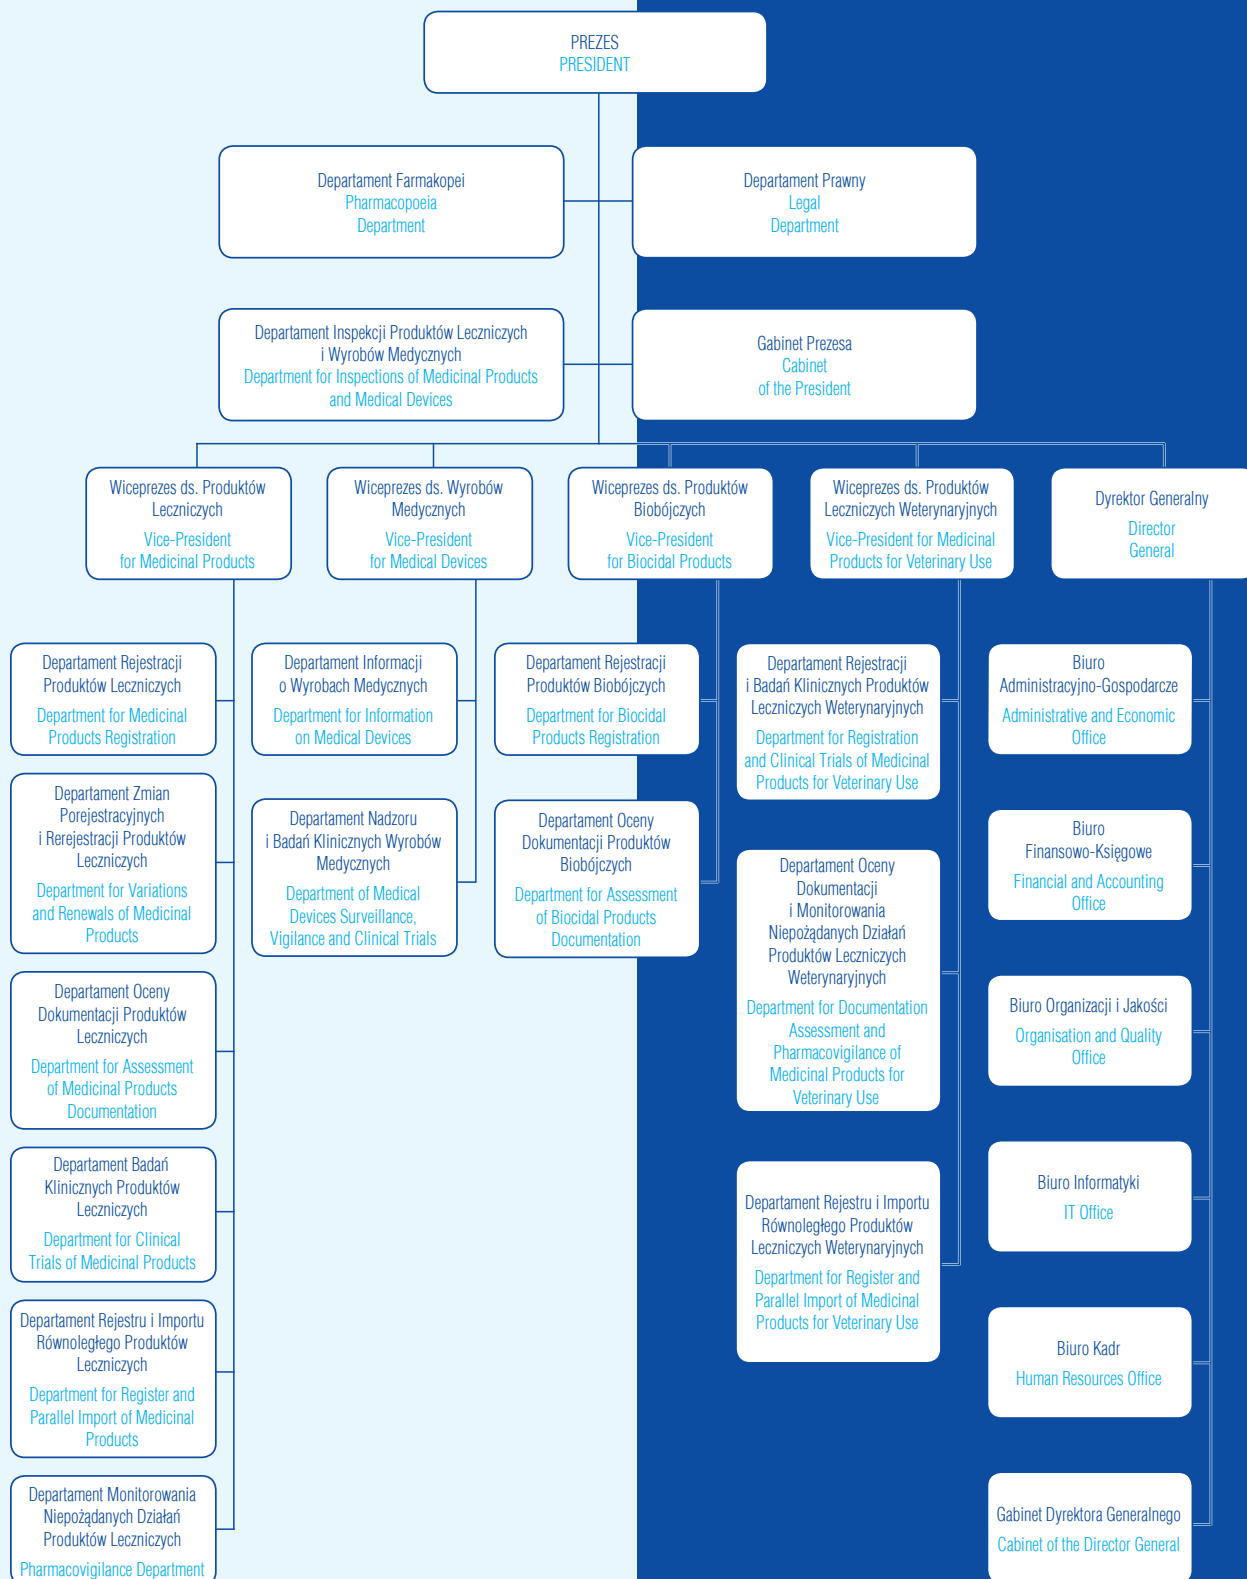 PREZES
PRESIDENT
Departament Farmakopei
Pharmacopoeia
Department
Departament Prawny
Legal
Department
Departament Inspekcji Produktów Leczniczych
i Wyrobów Medycznych
Department for Inspections of Medicinal Products
and Medical Devices
Gabinet Prezesa
Cabinet
of the President
Wiceprezes ds. Produktów
Leczniczych
Vice-President
for Medicinal Products
Wiceprezes ds. Wyrobów
Medycznych
Vice-President
for Medical Devices
Wiceprezes ds. Produktów
Biobójczych
Vice-President
for Biocidal Products
Wiceprezes ds. Produktów
Leczniczych Weterynaryjnych
Vice-President for Medicinal
Products for Veterinary Use
Dyrektor Generalny
Director
General
Departament Rejestracji
Produktów Leczniczych
Department for Medicinal
Products Registration
Departament Zmian
Porejestracyjnych
i Rerejestracji Produktów
Leczniczych
Department for Variations
and Renewals of Medicinal
Products
Departament Oceny
Dokumentacji Produktów
Leczniczych
Department for Assessment
of Medicinal Products
Documentation
Departament Badań
Klinicznych Produktów
Leczniczych
Department for Clinical
Trials of Medicinal Products
Departament Rejestru i Importu
Równoległego Produktów
Leczniczych
Department for Register and
Parallel Import of Medicinal
Products
Departament Monitorowania
Niepożądanych Działań
Produktów Leczniczych
Pharmacovigilance Department
Departament Informacji
o Wyrobach Medycznych
Department for Information
on Medical Devices
Departament Nadzoru
i Badań Klinicznych Wyrobów
Medycznych
Department of Medical
Devices Surveillance,
Vigilance and Clinical Trials
Departament Rejestracji
Produktów Biobójczych
Department for Biocidal
Products Registration
Departament Oceny
Dokumentacji Produktów
Biobójczych
Department for Assessment
of Biocidal Products
Documentation
Departament Rejestracji
i Badań Klinicznych Produktów
Leczniczych Weterynaryjnych
Department for Registration
and Clinical Trials of Medicinal
Products for Veterinary Use
Departament Oceny
Dokumentacji
i Monitorowania
Niepożądanych Działań
Produktów Leczniczych
Weterynaryjnych
Department for Documentation
Assessment and
Pharmacovigilance of
Medicinal Products for
Veterinary Use
Departament Rejestru i Importu
Równoległego Produktów
Leczniczych Weterynaryjnych
Department for Register and
Parallel Import of Medicinal
Products for Veterinary Use
Biuro
Administracyjno-Gospodarcze
Administrative and Economic
Office
Biuro
Finansowo-Księgowe
Financial and Accounting
Office
Biuro Organizacji i Jakości
Organisation and Quality
Office
Biuro Informatyki
IT Office
Biuro Kadr
Human Resources Office
Gabinet Dyrektora Generalnego
Cabinet of the Director General